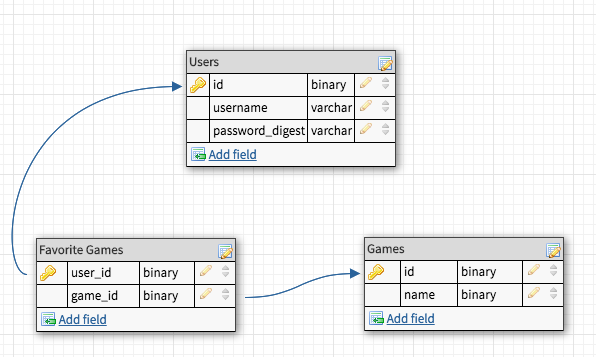 Users
id binary
username varchar
password_digest varchar
Add field
Favorite Games
user_id binary
game_id binary
Add field
Games
id binary
name binary
Add field